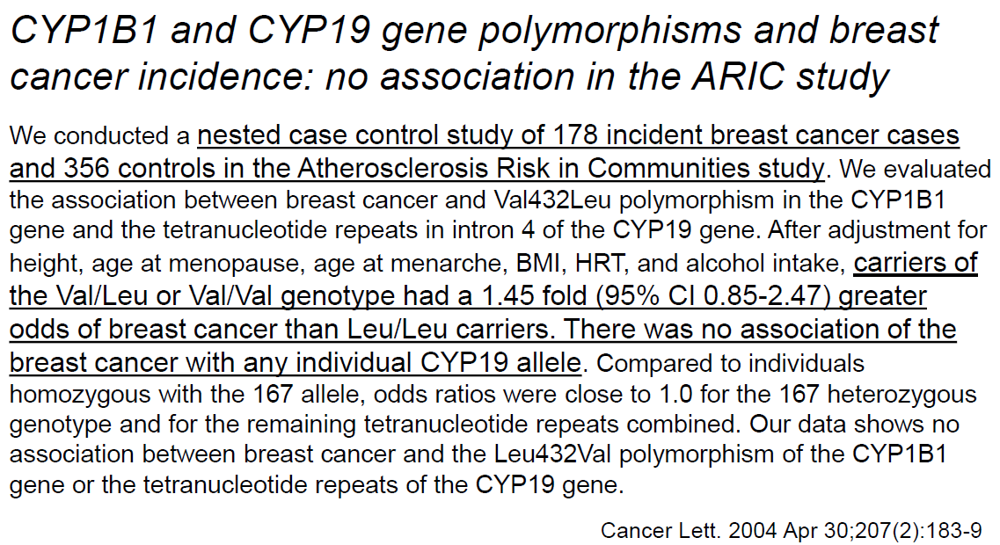 CYP1B1 and CYP19 gene polymorphisms and breast
cancer incidence: no association in the ARIC study
We conducted a nested case control study of 178 incident breast cancer cases
and 356 controls in the Atherosclerosis Risk in Communities study. We evaluated
the association between breast cancer and Val432Leu polymorphism in the CYP1B1
gene and the tetranucleotide repeats in intron 4 of the CYP19 gene. After adjustment for
height, age at menopause, age at menarche, BMI, HRT, and alcohol intake, carriers of
the Val/Leu or Val/Val genotype had a 1.45 fold (95% CI 0.85-2.47) greater
odds of breast cancer than Leu/Leu carriers. There was no association of the
breast cancer with any individual CYP19 allele. Compared to individuals
homozygous with the 167 allele, odds ratios were close to 1.0 for the 167 heterozygous
genotype and for the remaining tetranucleotide repeats combined. Our data shows no
association between breast cancer and the Leu432Val polymorphism of the CYP1B1
gene or the tetranucleotide repeats of the CYP19 gene.
Cancer Lett. 2004 Apr 30;207(2):183-9